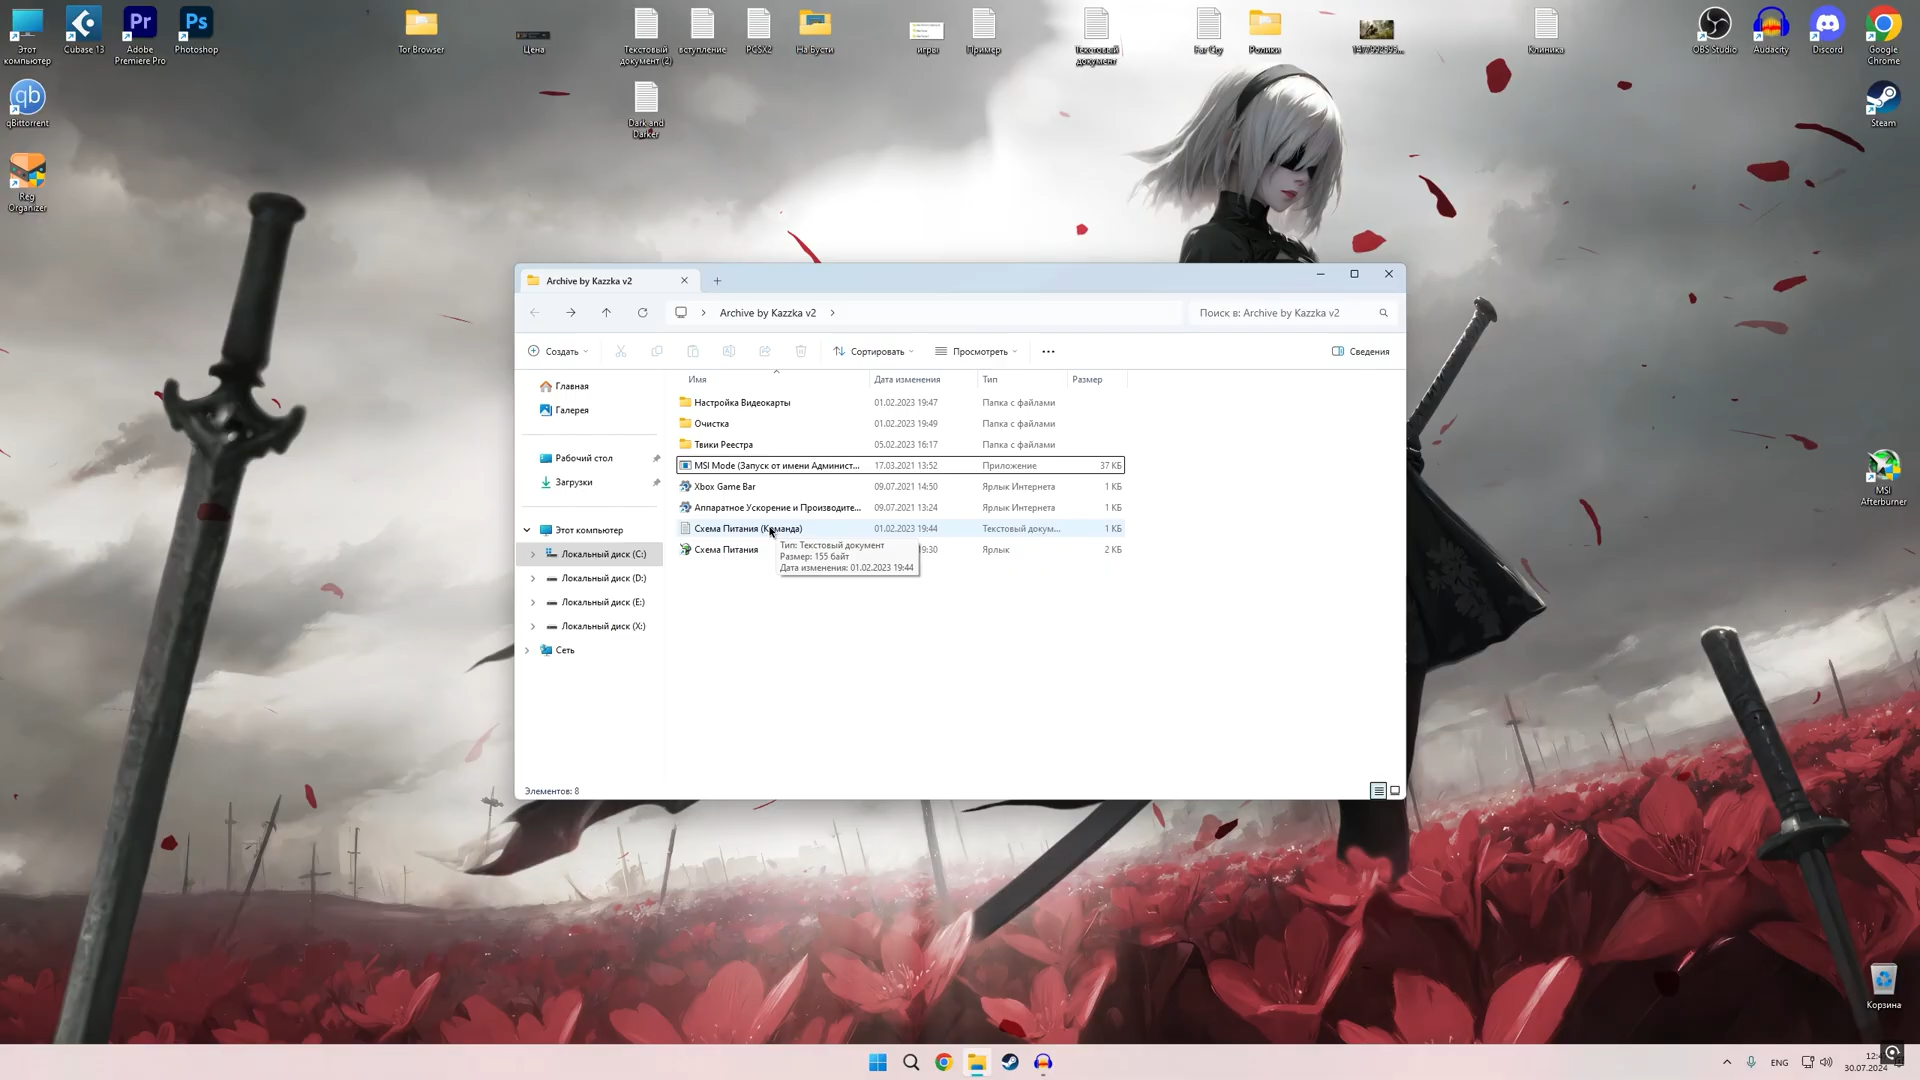 Этот компьютер
Cubase 13
Adobe Premiere Pro
Photoshop
Tor Browser
Цена
Текстовый документ (2)
вступление
PCSX2
На Бусти
игры
Пример
Текстовый документ
Far Cry
Ролики
Клиника
OBS Studio
Audacity
Discord
Google Chrome
qBittorrent
Dark and Darker
Steam
Reg Organizer
MSI Afterburner
Корзина
Archive by Kazzka v2
Archive by Kazzka v2
Поиск в: Archive by Kazzka v2
Создать
Сортировать
Просмотреть
Сведения
Имя Дата изменения Тип Размер
Главная
Галерея
Рабочий стол
Загрузки
Этот компьютер
Локальный диск (C:)
Локальный диск (D:)
Локальный диск (E:)
Локальный диск (X:)
Сеть
Настройка Видеокарты 01.02.2023 19:47 Папка с файлами
Очистка 01.02.2023 19:49 Папка с файлами
Твики Реестра 05.02.2023 16:17 Папка с файлами
MSI Mode (Запуск от имени Админист... 17.03.2021 13:52 Приложение 37 КБ
Xbox Game Bar 09.07.2021 14:50 Ярлык Интернета 1 КБ
Аппаратное Ускорение и Производите... 09.07.2021 13:24 Ярлык Интернета 1 КБ
Схема Питания (Команда) 01.02.2023 19:44 Текстовый докум... 1 КБ
Схема Питания 9:30 Ярлык 2 КБ
Тип: Текстовый документ
Размер: 155 байт
Дата изменения: 01.02.2023 19:44
Элементов: 8
ENG
30.07.2024